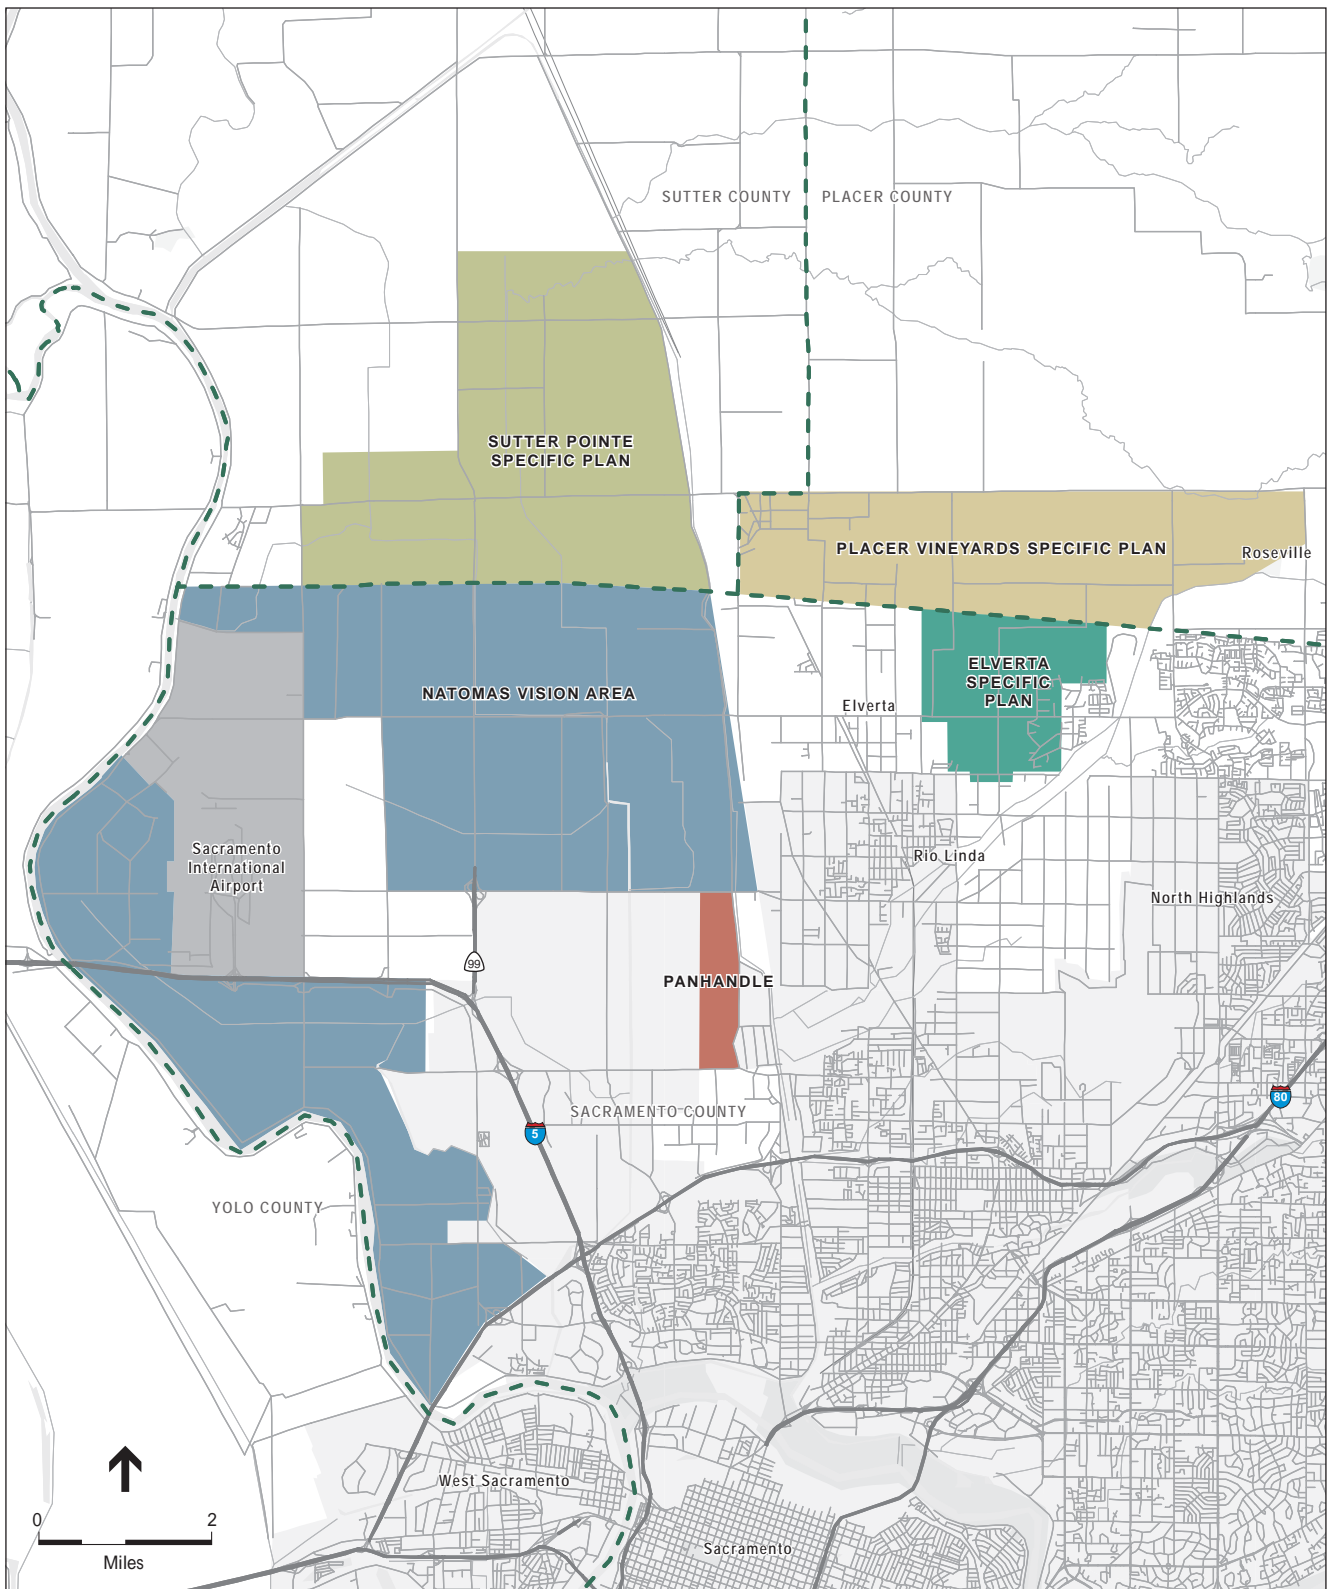 SUTTER COUNTY
PLACER COUNTY
SUTTER POINTE
SPECIFIC PLAN
PLACER VINEYARDS SPECIFIC PLAN
Roseville
ELVERTA
SPECIFIC
PLAN
NATOMAS VISION AREA
Elverta
Sacramento
International
Airport
Rio Linda
North Highlands
99
PANHANDLE
80
SACRAMENTO COUNTY
5
YOLO COUNTY
West Sacramento
Sacramento
0
2
Miles